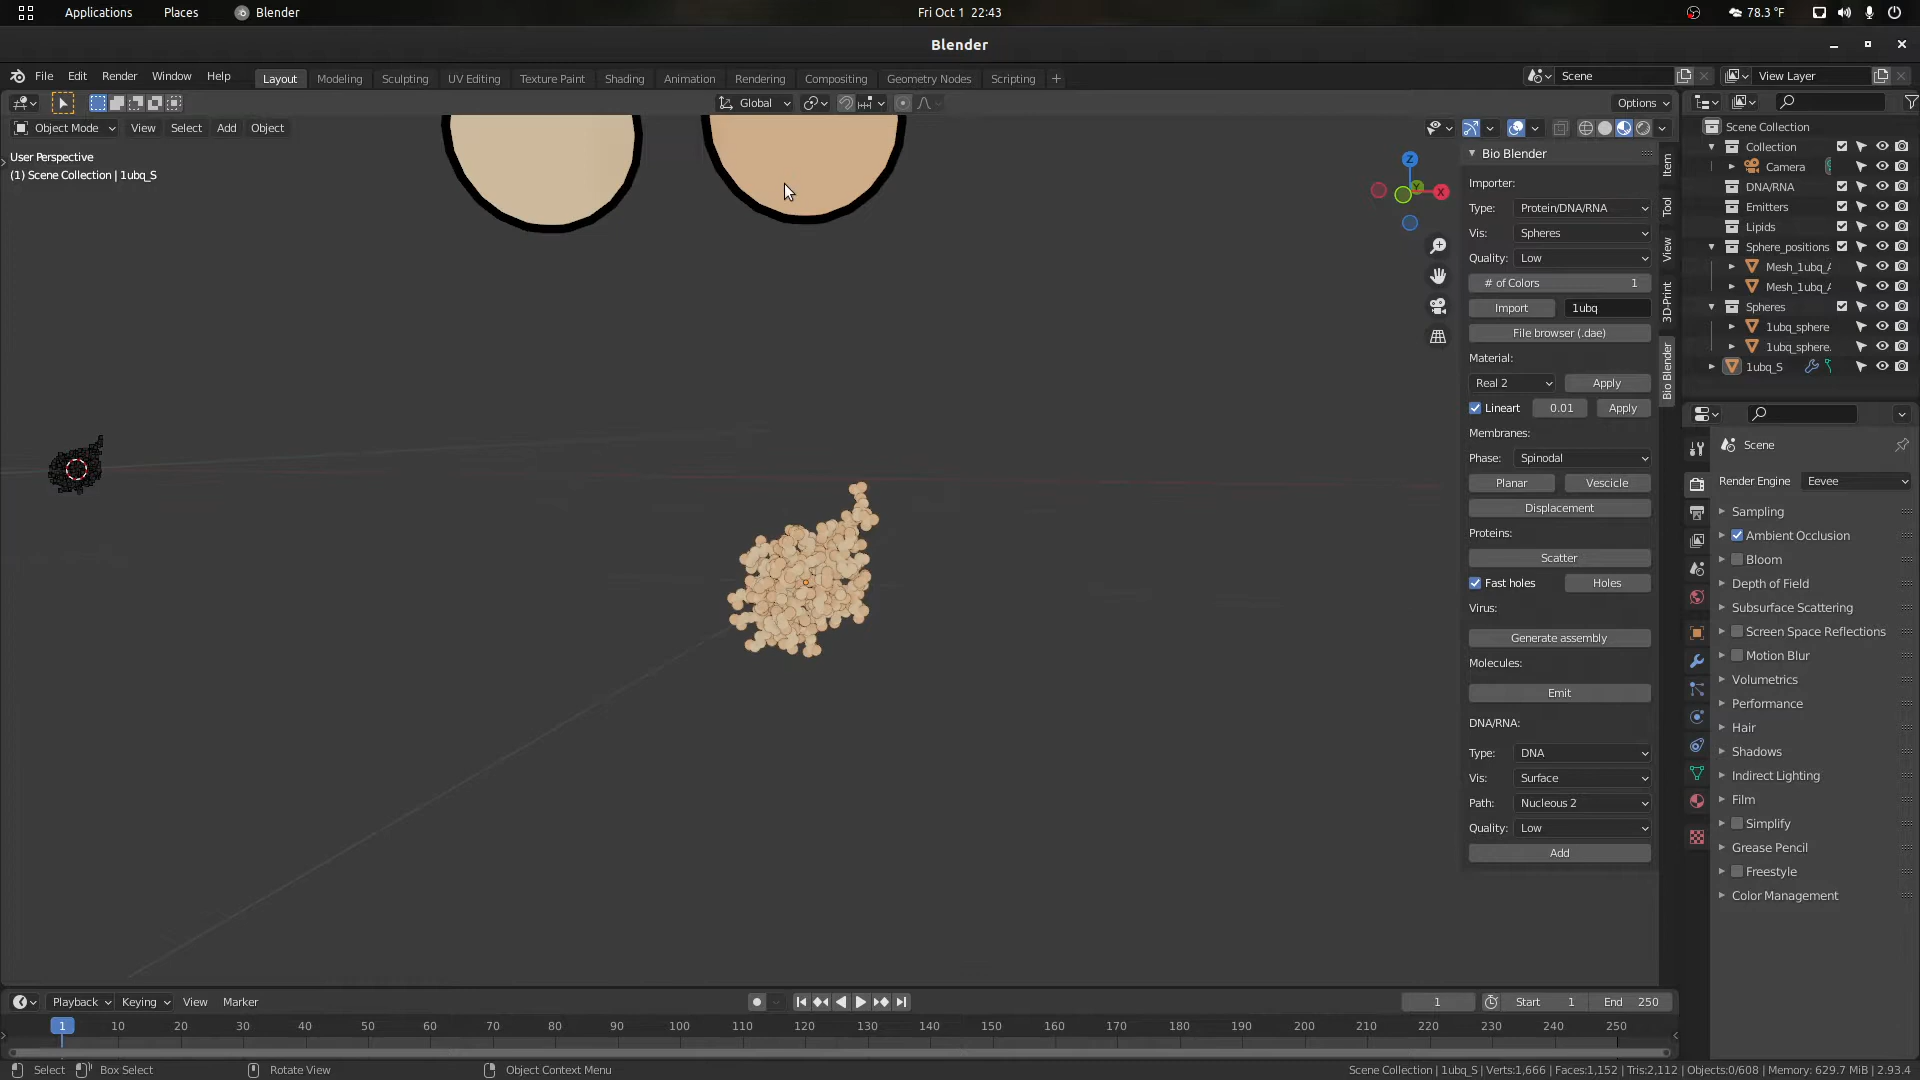 Applications Places Blender Fri Oct 1 22:43 78.3 °F
Blender
File Edit Render Window Help Layout Modeling Sculpting UV Editing Texture Paint Shading Animation Rendering Compositing Geometry Nodes Scripting + Scene View Layer
Global Options
Object Mode View Select Add Object
User Perspective
(1) Scene Collection | 1ubq_S
Z
Y
X
Bio Blender
Importer:
Type: Protein/DNA/RNA
Vis: Spheres
Quality: Low
# of Colors 1
Import 1ubq
File browser (.dae)
Material:
Real 2 Apply
Lineart 0.01 Apply
Membranes:
Phase: Spinodal
Planar Vescicle
Displacement
Proteins:
Scatter
Fast holes Holes
Virus:
Generate assembly
Molecules:
Emit
DNA/RNA:
Type: DNA
Vis: Surface
Path: Nucleous 2
Quality: Low
Add
Item
Tool
View
3D-Print
Bio Blender
Scene Collection
Collection
Camera
DNA/RNA
Emitters
Lipids
Sphere_positions
Mesh_1ubq_
Mesh_1ubq_
Spheres
1ubq_sphere
1ubq_sphere.
1ubq_S
Scene
Render Engine Eevee
Sampling
Ambient Occlusion
Bloom
Depth of Field
Subsurface Scattering
Screen Space Reflections
Motion Blur
Volumetrics
Performance
Hair
Shadows
Indirect Lighting
Film
Simplify
Grease Pencil
Freestyle
Color Management
Playback Keying View Marker 1 Start 1 End 250
1 10 20 30 40 50 60 70 80 90 100 110 120 130 140 150 160 170 180 190 200 210 220 230 240 250
Select Box Select Rotate View Object Context Menu Scene Collection | 1ubq_S | Verts:1,666 | Faces:1,152 | Tris:2,112 | Objects:0/608 | Memory: 629.7 MiB | 2.93.4